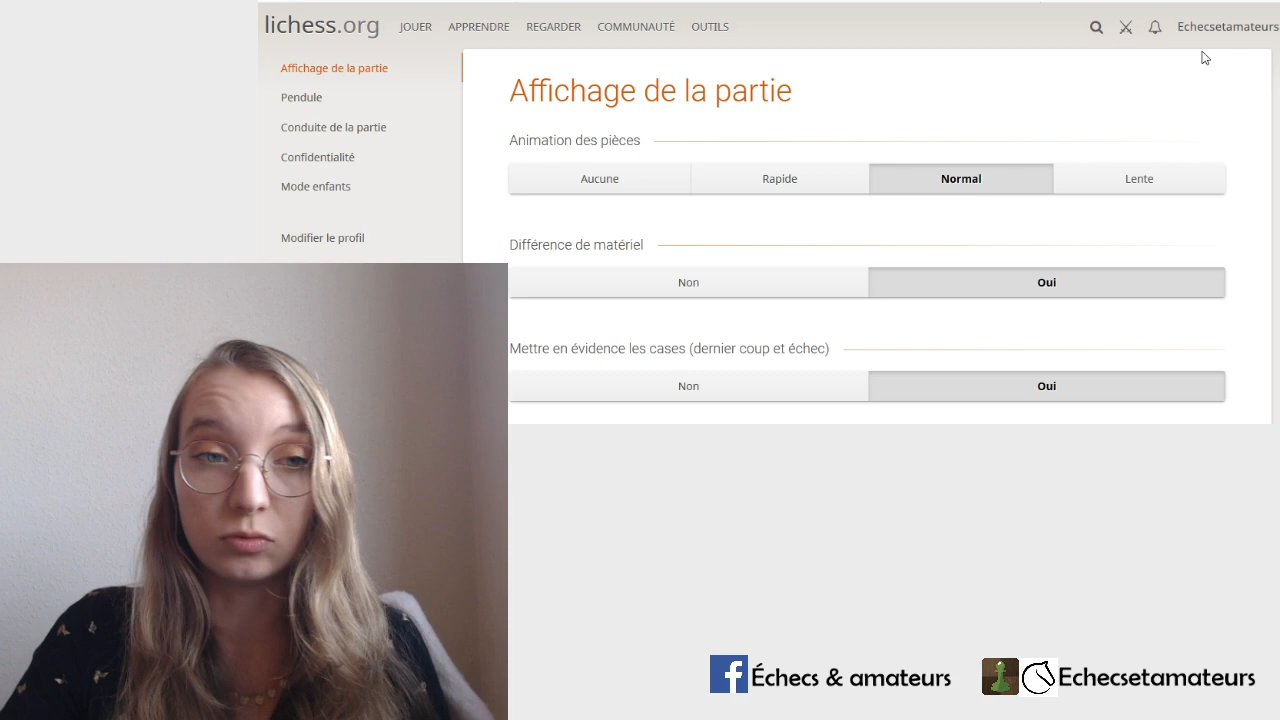 lichess.org JOUER APPRENDRE REGARDER COMMUNAUTÉ OUTILS Echecsetamateurs
Affichage de la partie
Pendule
Conduite de la partie
Confidentialité
Mode enfants
Modifier le profil
Affichage de la partie
Animation des pièces
Aucune Rapide Normal Lente
Différence de matériel
Non Oui
Mettre en évidence les cases (dernier coup et échec)
Non Oui
Échecs & amateurs Echecsetamateurs